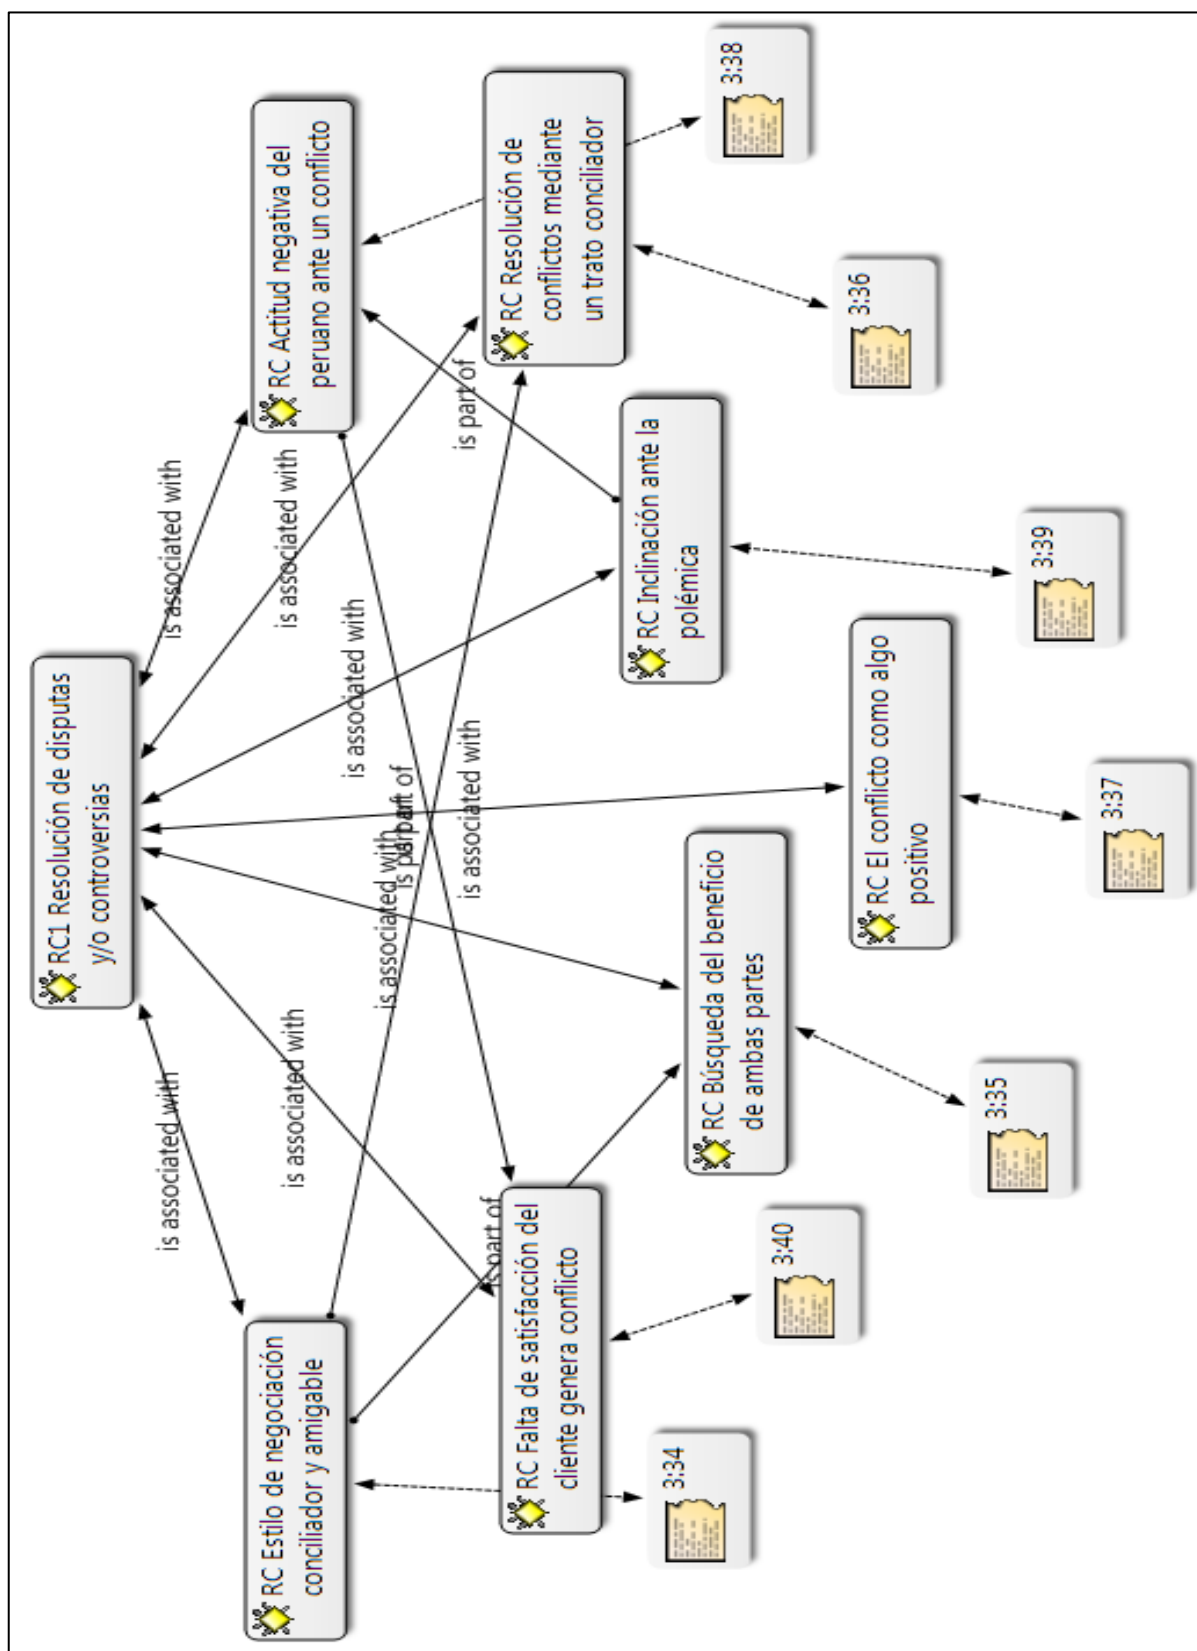 RC1 Resolución de disputas
y/o controversias
is associated with
is associated with
RC Estilo de negociación
conciliador y amigable
RC Actitud negativa del
peruano ante un conflicto
is associated with
is associated with
is associated with
is associated with
is part of
is part of
is part of
is associated with
is part of
RC Falta de satisfacción del
cliente genera conflicto
RC Resolución de
conflictos mediante
un trato conciliador
RC Inclinación ante la
polémica
RC Búsqueda del beneficio
de ambas partes
RC El conflicto como algo
positivo
3:34
3:40
3:35
3:37
3:39
3:36
3:38